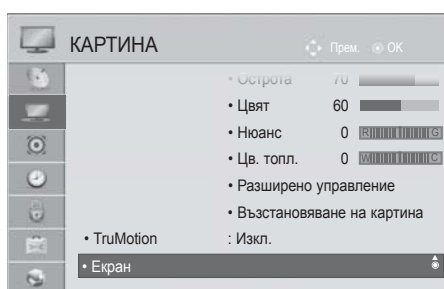 КАРТИНА Прем. OK
• Острота 70
• Цвят 60
• Нюанс 0 R G
• Цв. топл. 0 W C
• Разширено управление
• Възстановяване на картина
• TruMotion : Изкл.
• Екран